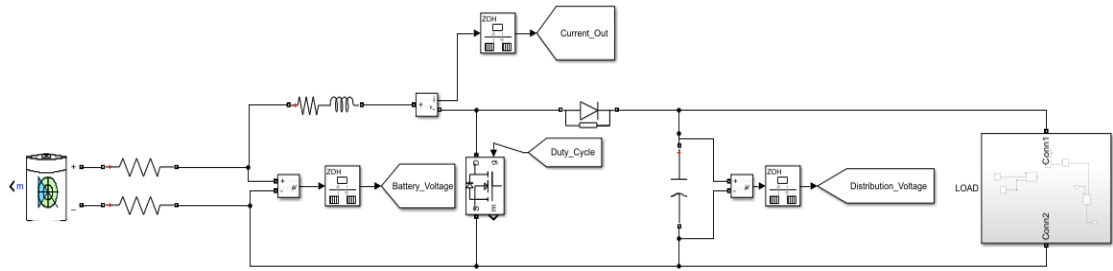 ZOH
Current_Out
i
+
-
+
m
+
-
+
+
-
v
ZOH
Battery_Voltage
D
g
S
m
Duty_Cycle
+
+
-
v
ZOH
Distribution_Voltage
LOAD
Conn1
Conn2